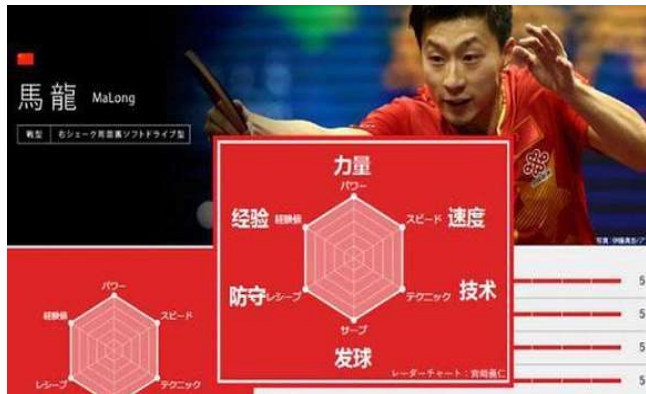 馬龍 MaLong
戦型 右シェーク両面裏ソフトドライブ型
力量
パワー
经验 経験値
スピード 速度
防守 レシーブ
テクニック 技术
サーブ
发球
レーダーチャート：宮﨑義仁
パワー
経験値
スピード
レシーブ
テクニック
5
5
5
5